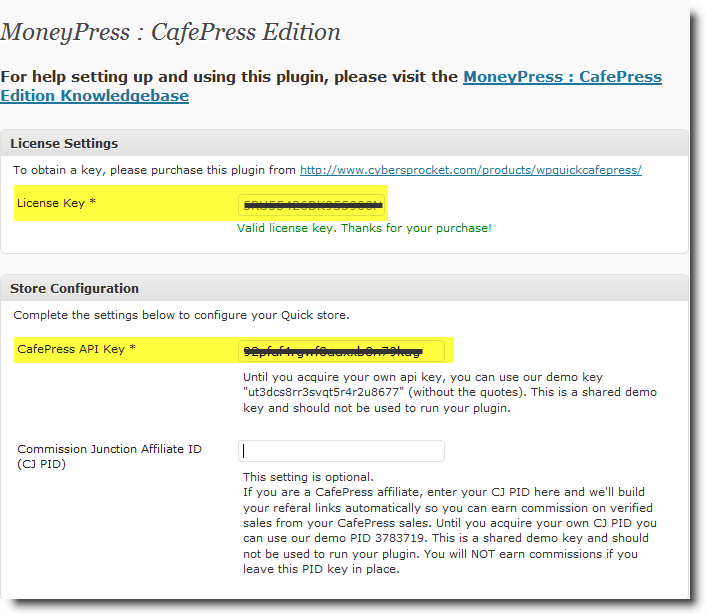 MoneyPress : CafePress Edition
For help setting up and using this plugin, please visit the MoneyPress : CafePress
Edition Knowledgebase
License Settings
To obtain a key, please purchase this plugin from http://www.cybersprocket.com/products/wpquickcafepress/
License Key *
Valid license key. Thanks for your purchase!
Store Configuration
Complete the settings below to configure your Quick store.
CafePress API Key *
Until you acquire your own api key, you can use our demo key
"ut3dcs8rr3svqt5r4r2u8677" (without the quotes). This is a shared demo
key and should not be used to run your plugin.
Commission Junction Affiliate ID
(CJ PID)
This setting is optional.
If you are a CafePress affiliate, enter your CJ PID here and we'll build
your referal links automatically so you can earn commission on verified
sales from your CafePress sales. Until you acquire your own CJ PID you
can use our demo PID 3783719. This is a shared demo key and should
not be used to run your plugin. You will NOT earn commissions if you
leave this PID key in place.